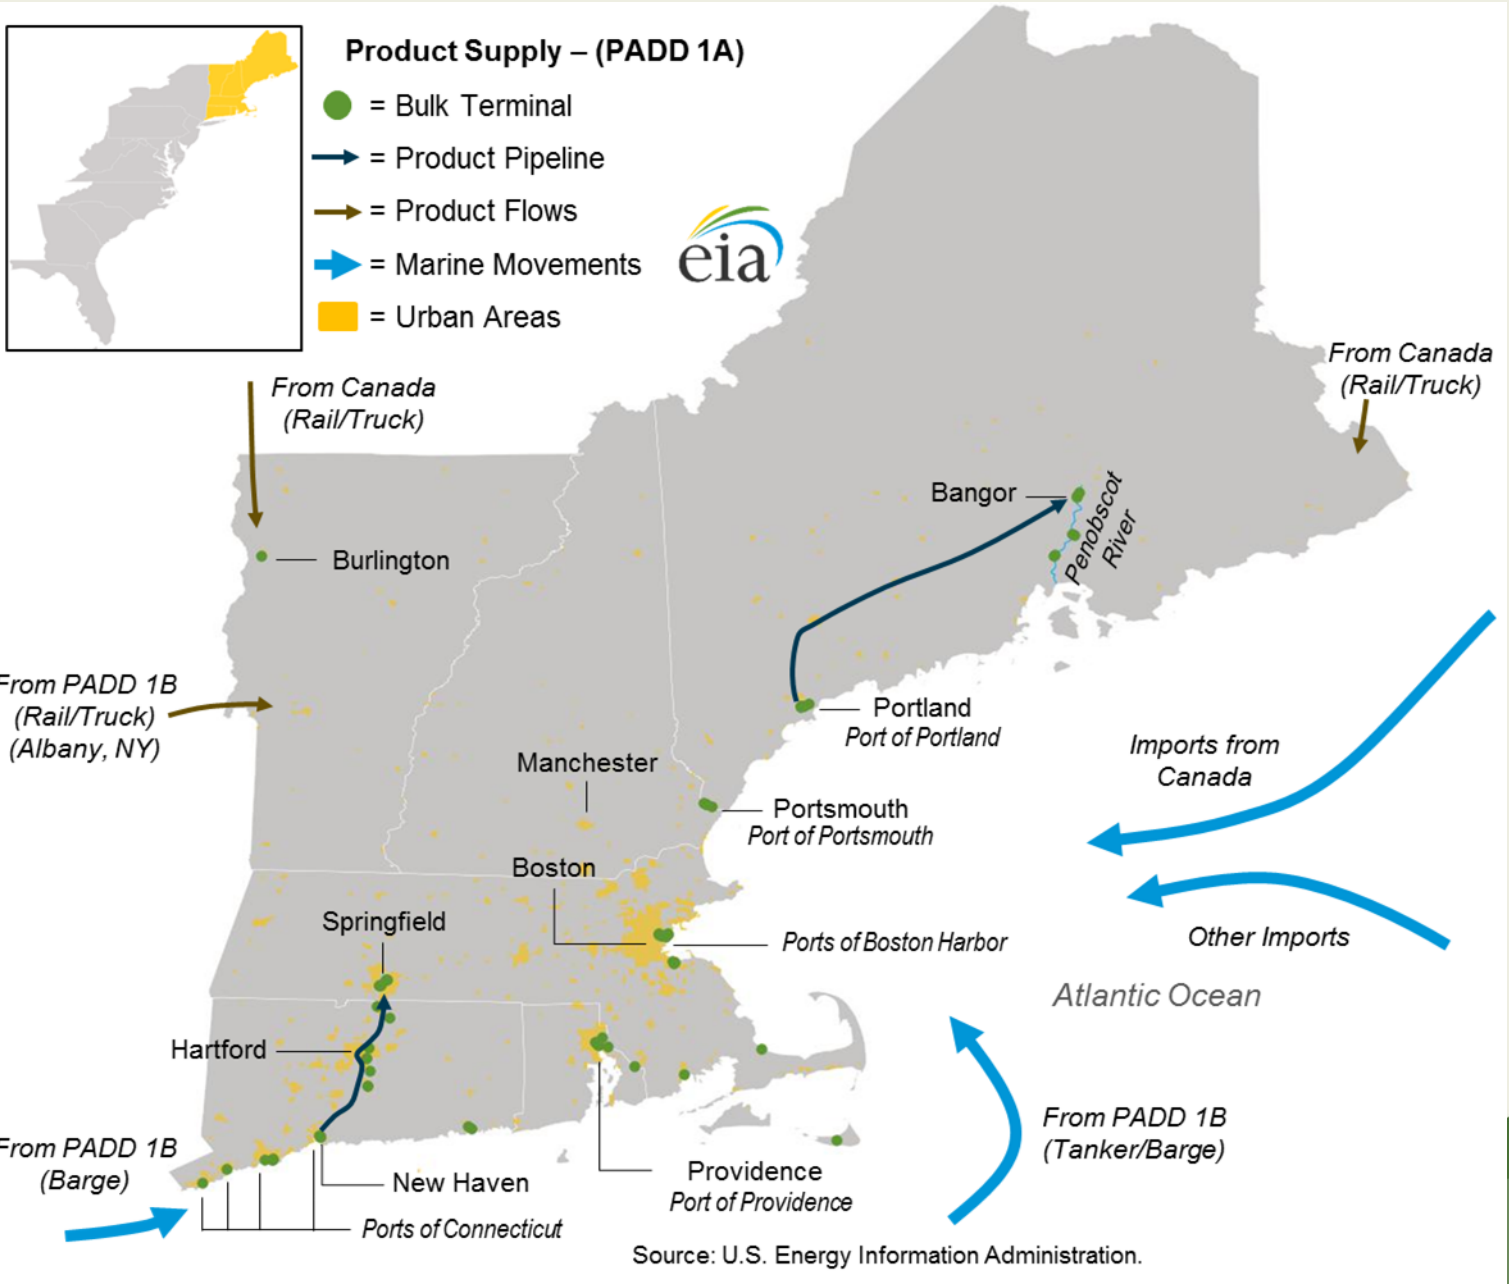 Product Supply – (PADD 1A)
= Bulk Terminal
= Product Pipeline
= Product Flows
= Marine Movements
= Urban Areas
eia
From Canada
(Rail/Truck)
From Canada
(Rail/Truck)
Bangor
Penobscot
River
Burlington
From PADD 1B
(Rail/Truck)
(Albany, NY)
Portland
Port of Portland
Manchester
Imports from
Canada
Portsmouth
Port of Portsmouth
Boston
Springfield
Ports of Boston Harbor
Other Imports
Atlantic Ocean
Hartford
From PADD 1B
(Tanker/Barge)
From PADD 1B
(Barge)
New Haven
Providence
Port of Providence
Ports of Connecticut
Source: U.S. Energy Information Administration.